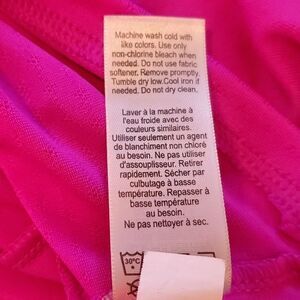 Machine wash cold with
like colors. Use only
non-chlorine bleach when
needed. Do not use fabric
softener. Remove promptly.
Tumble dry low.Cool iron if
needed. Do not dry clean.
Laver à la machine à
l'eau froide avec des
couleurs similaires.
Utiliser seulement un agent
de blanchiment non chloré
au besoin. Ne pas utiliser
d'assouplisseur. Retirer
rapidement. Sécher par
culbutage à basse
température. Repasser à
basse température
au besoin.
Ne pas nettoyer à sec.
30°C